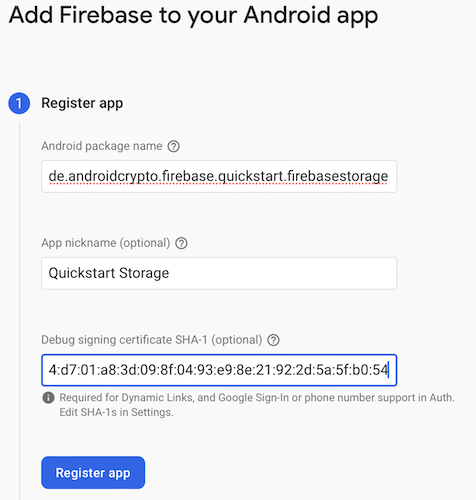 Add Firebase to your Android app
1 Register app
Android package name ?
de.androidcrypto.firebase.quickstart.firebasestorage
App nickname (optional) ?
Quickstart Storage
Debug signing certificate SHA-1 (optional) ?
4:d7:01:a8:3d:09:8f:04:93:e9:8e:21:92:2d:5a:5f:b0:54
Required for Dynamic Links, and Google Sign-In or phone number support in Auth.
Edit SHA-1s in Settings.
Register app